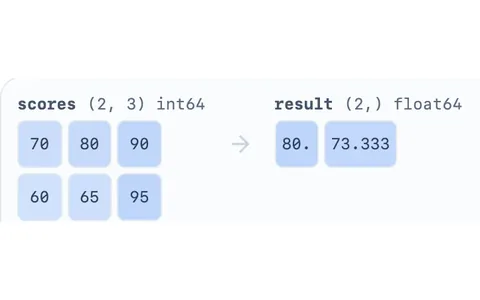 scores (2, 3) int64 → result (2,) float64
70 80 90 80. 73.333
60 65 95